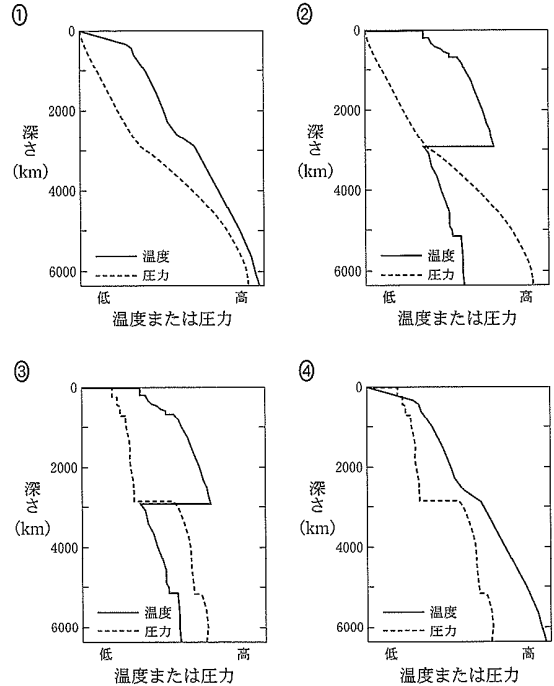 ①
0
2000
深さ
(km)
4000
6000
温度
圧力
低
高
温度または圧力
②
0
2000
深さ
(km)
4000
6000
温度
圧力
低
高
温度または圧力
③
0
2000
深さ
(km)
4000
6000
温度
圧力
低
高
温度または圧力
④
0
2000
深さ
(km)
4000
6000
温度
圧力
低
高
温度または圧力